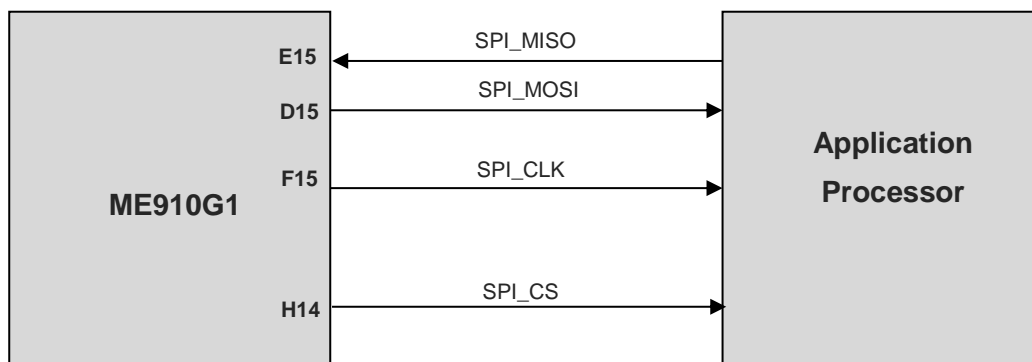 SPI_MISO
E15
SPI_MOSI
D15
Application
Processor
SPI_CLK
F15
ME910G1
SPI_CS
H14